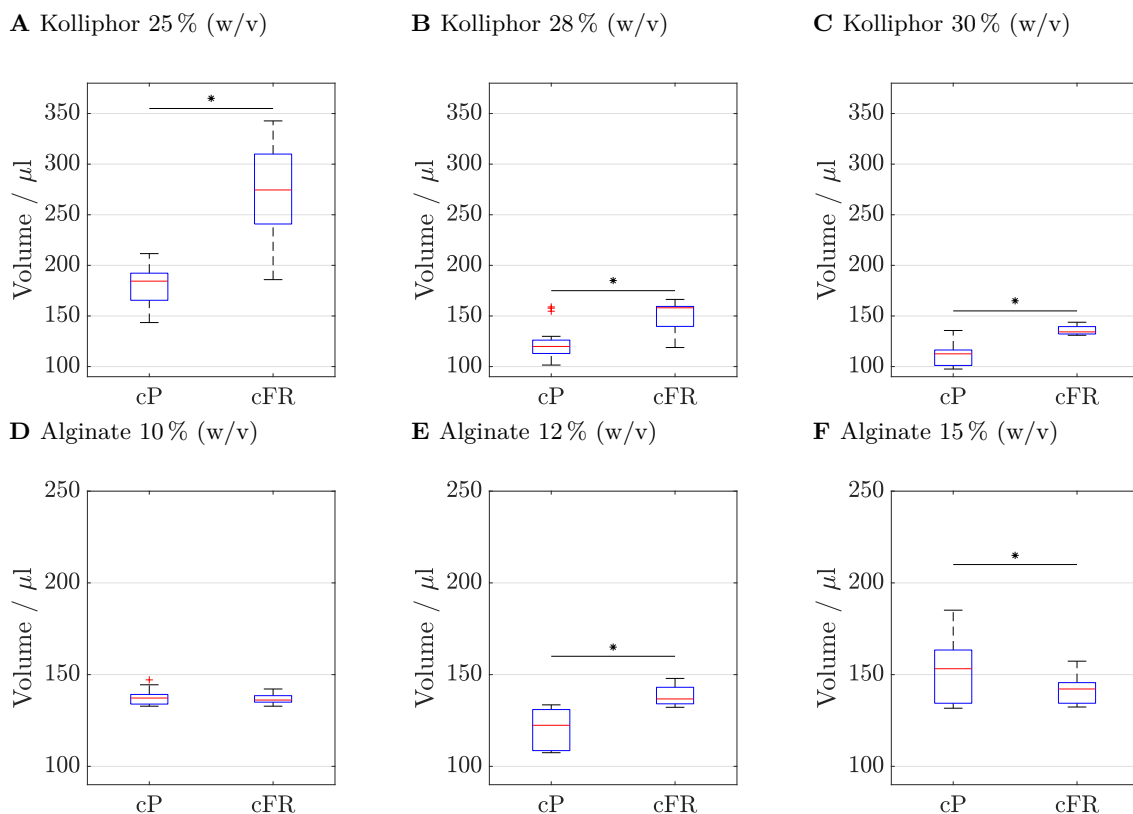 A Kolliphor 25 % (w/v)
B Kolliphor 28 % (w/v)
C Kolliphor 30 % (w/v)
350
300
250
200
150
100
Volume / µl
*
cP
cFR
350
300
250
200
150
100
Volume / µl
*
cP
cFR
350
300
250
200
150
100
Volume / µl
*
cP
cFR
D Alginate 10 % (w/v)
E Alginate 12 % (w/v)
F Alginate 15 % (w/v)
250
200
150
100
Volume / µl
cP
cFR
250
200
150
100
Volume / µl
*
cP
cFR
250
200
150
100
Volume / µl
*
cP
cFR